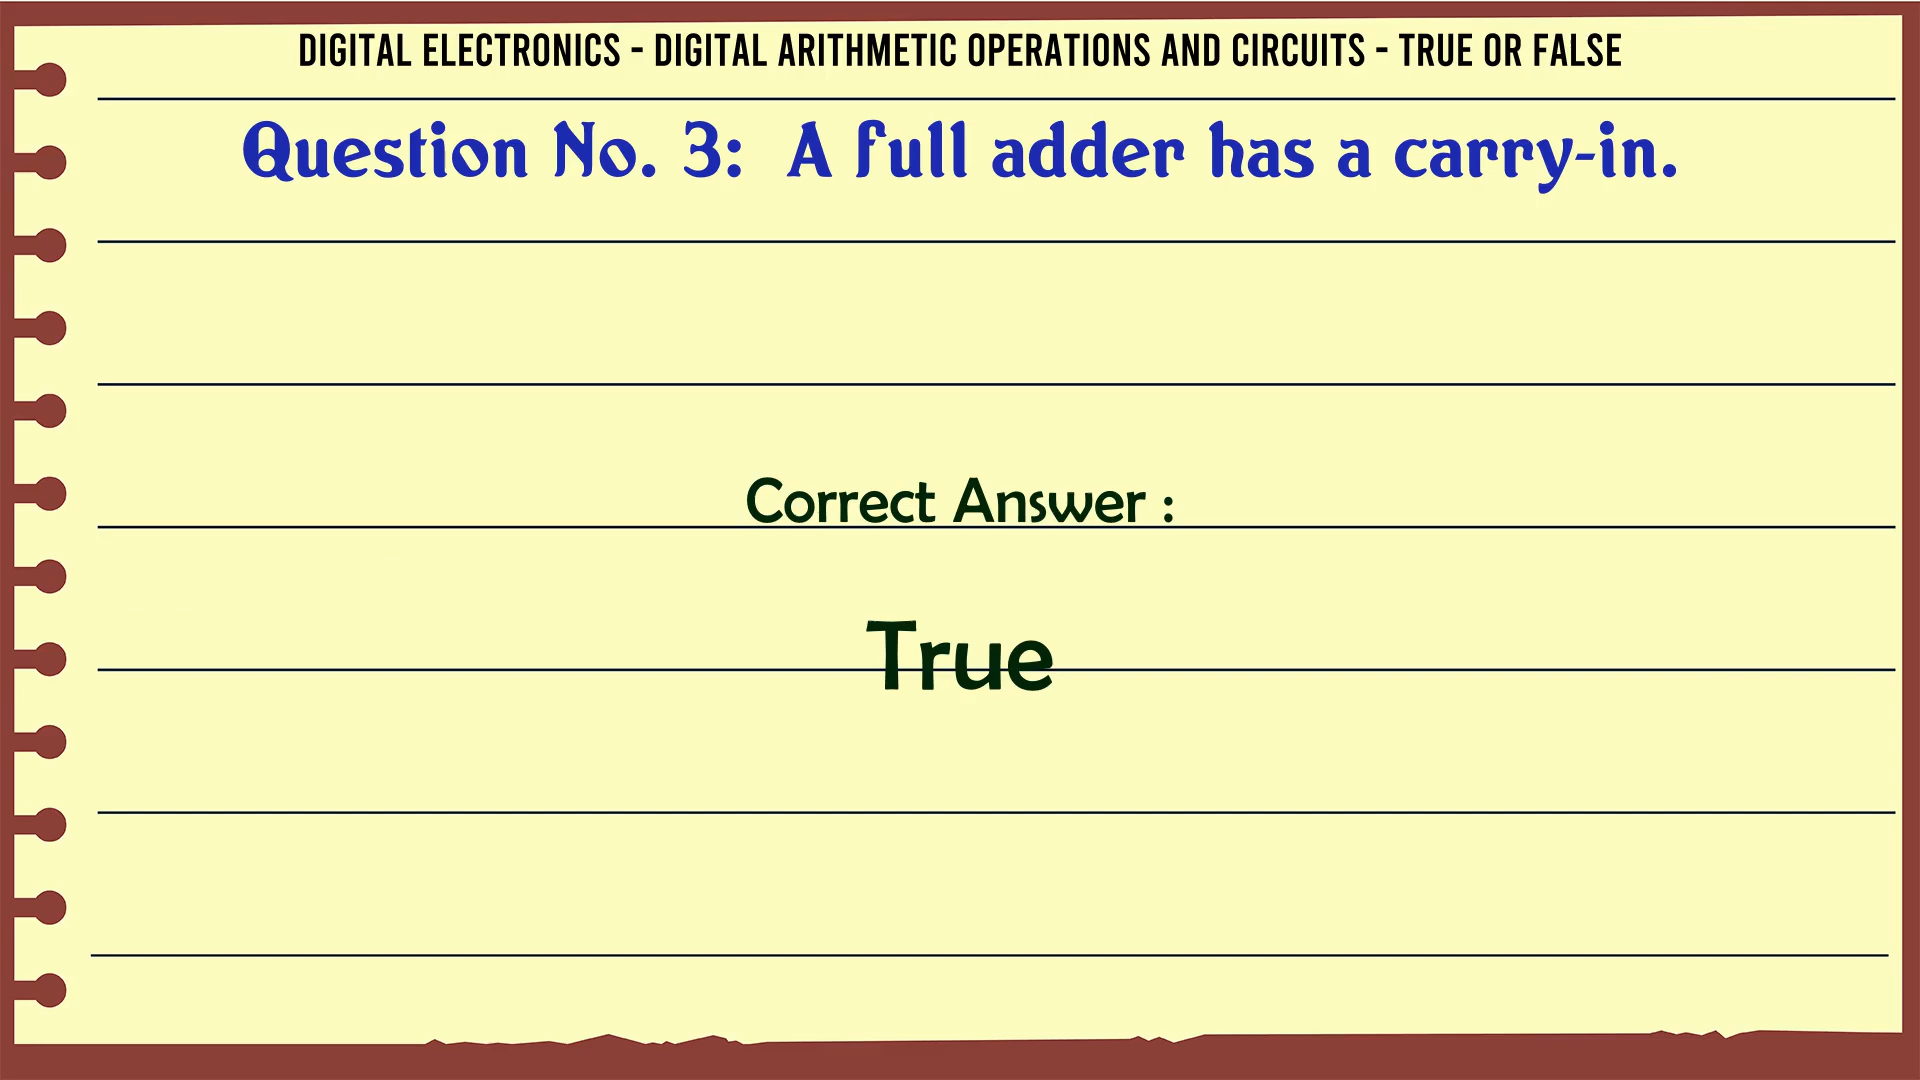 DIGITAL ELECTRONICS - DIGITAL ARITHMETIC OPERATIONS AND CIRCUITS - TRUE OR FALSE
Question No. 3:  A full adder has a carry-in.
Correct Answer :
True